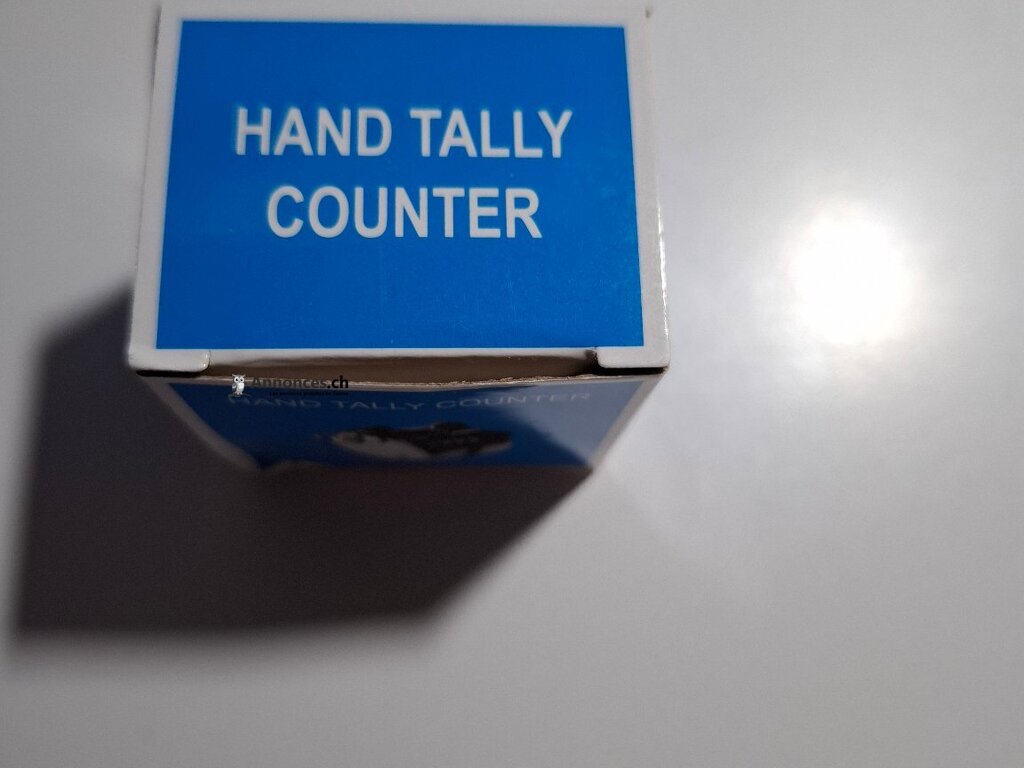 HAND TALLY
COUNTER
Annonces.ch
HAND TALLY COUNTER